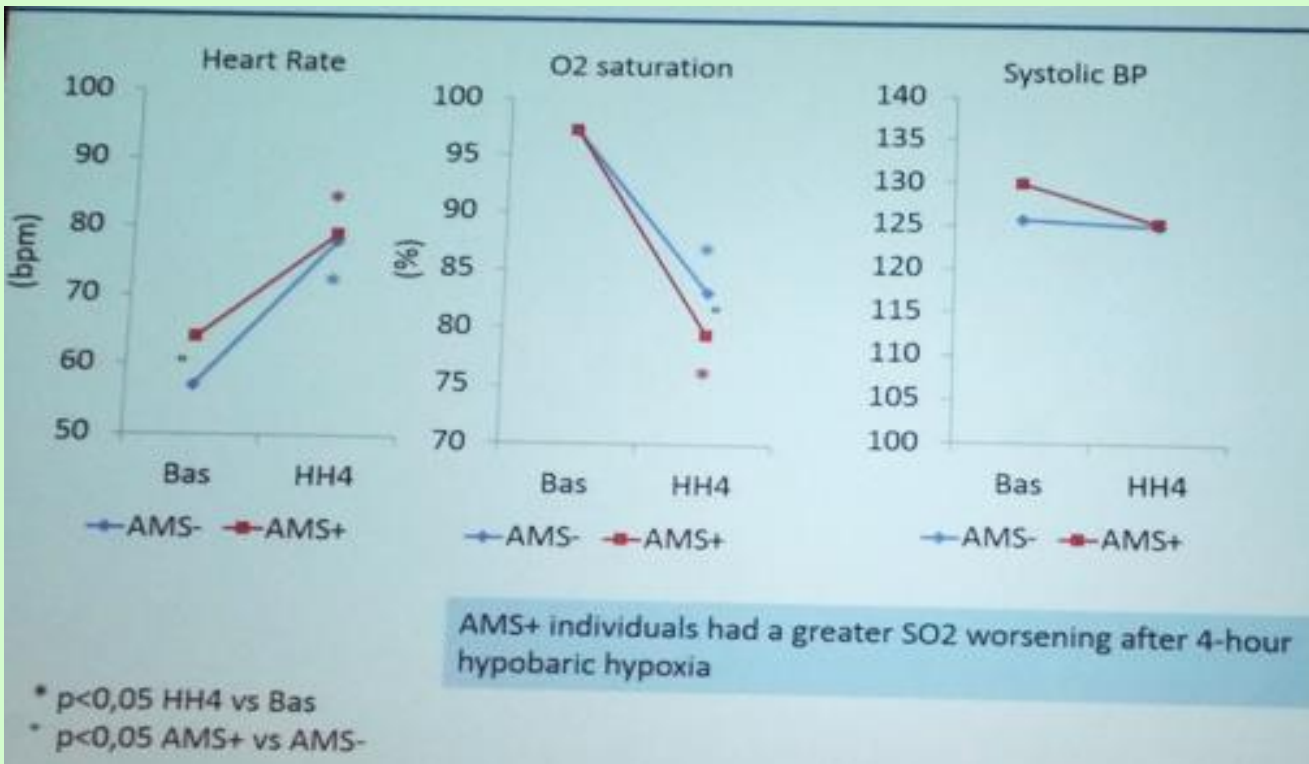 Heart Rate
100
90
80
70
60
50
(bpm)
Bas HH4
AMS- AMS+
O2 saturation
100
95
90
85
80
75
70
(%)
Bas HH4
AMS- AMS+
Systolic BP
140
135
130
125
120
115
110
105
100
Bas HH4
AMS- AMS+
AMS+ individuals had a greater SO2 worsening after 4-hour
hypobaric hypoxia
* p<0,05 HH4 vs Bas
* p<0,05 AMS+ vs AMS-